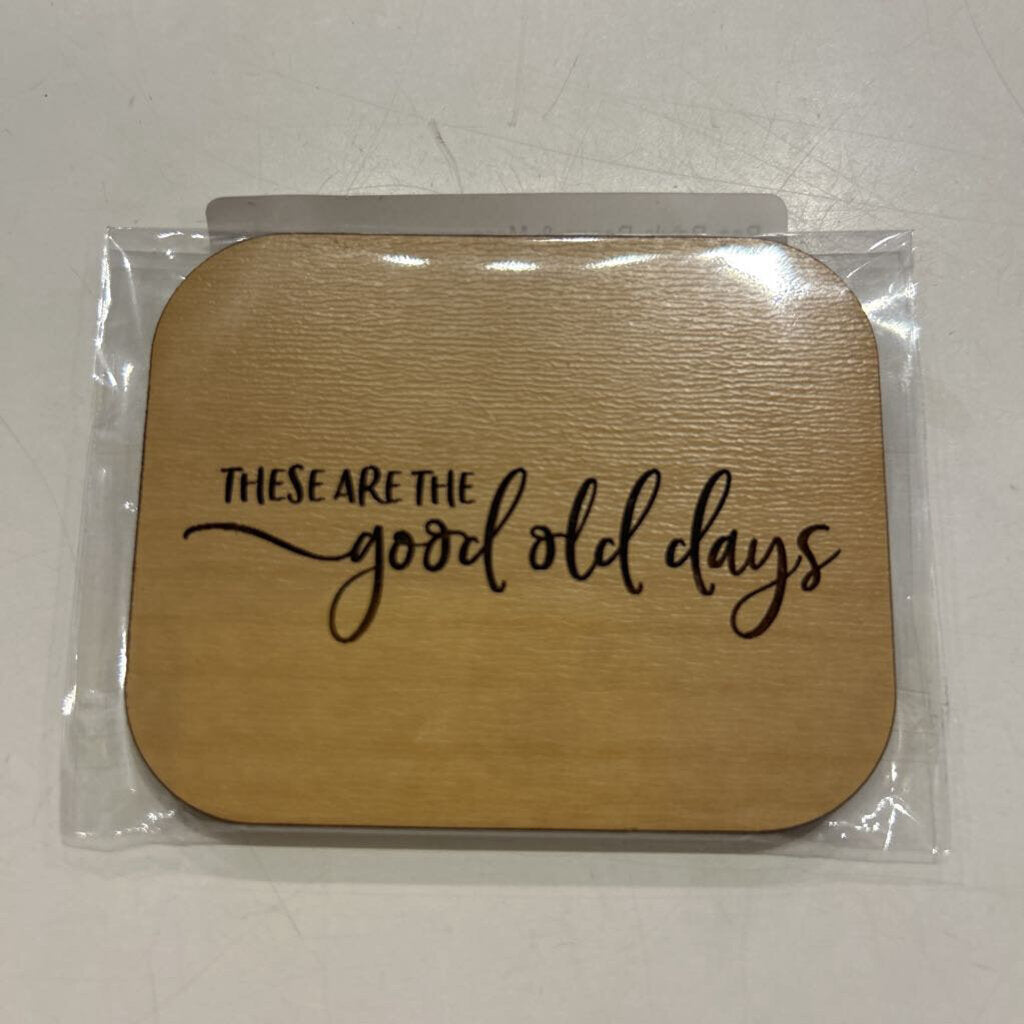 THESE ARE THE
good old days